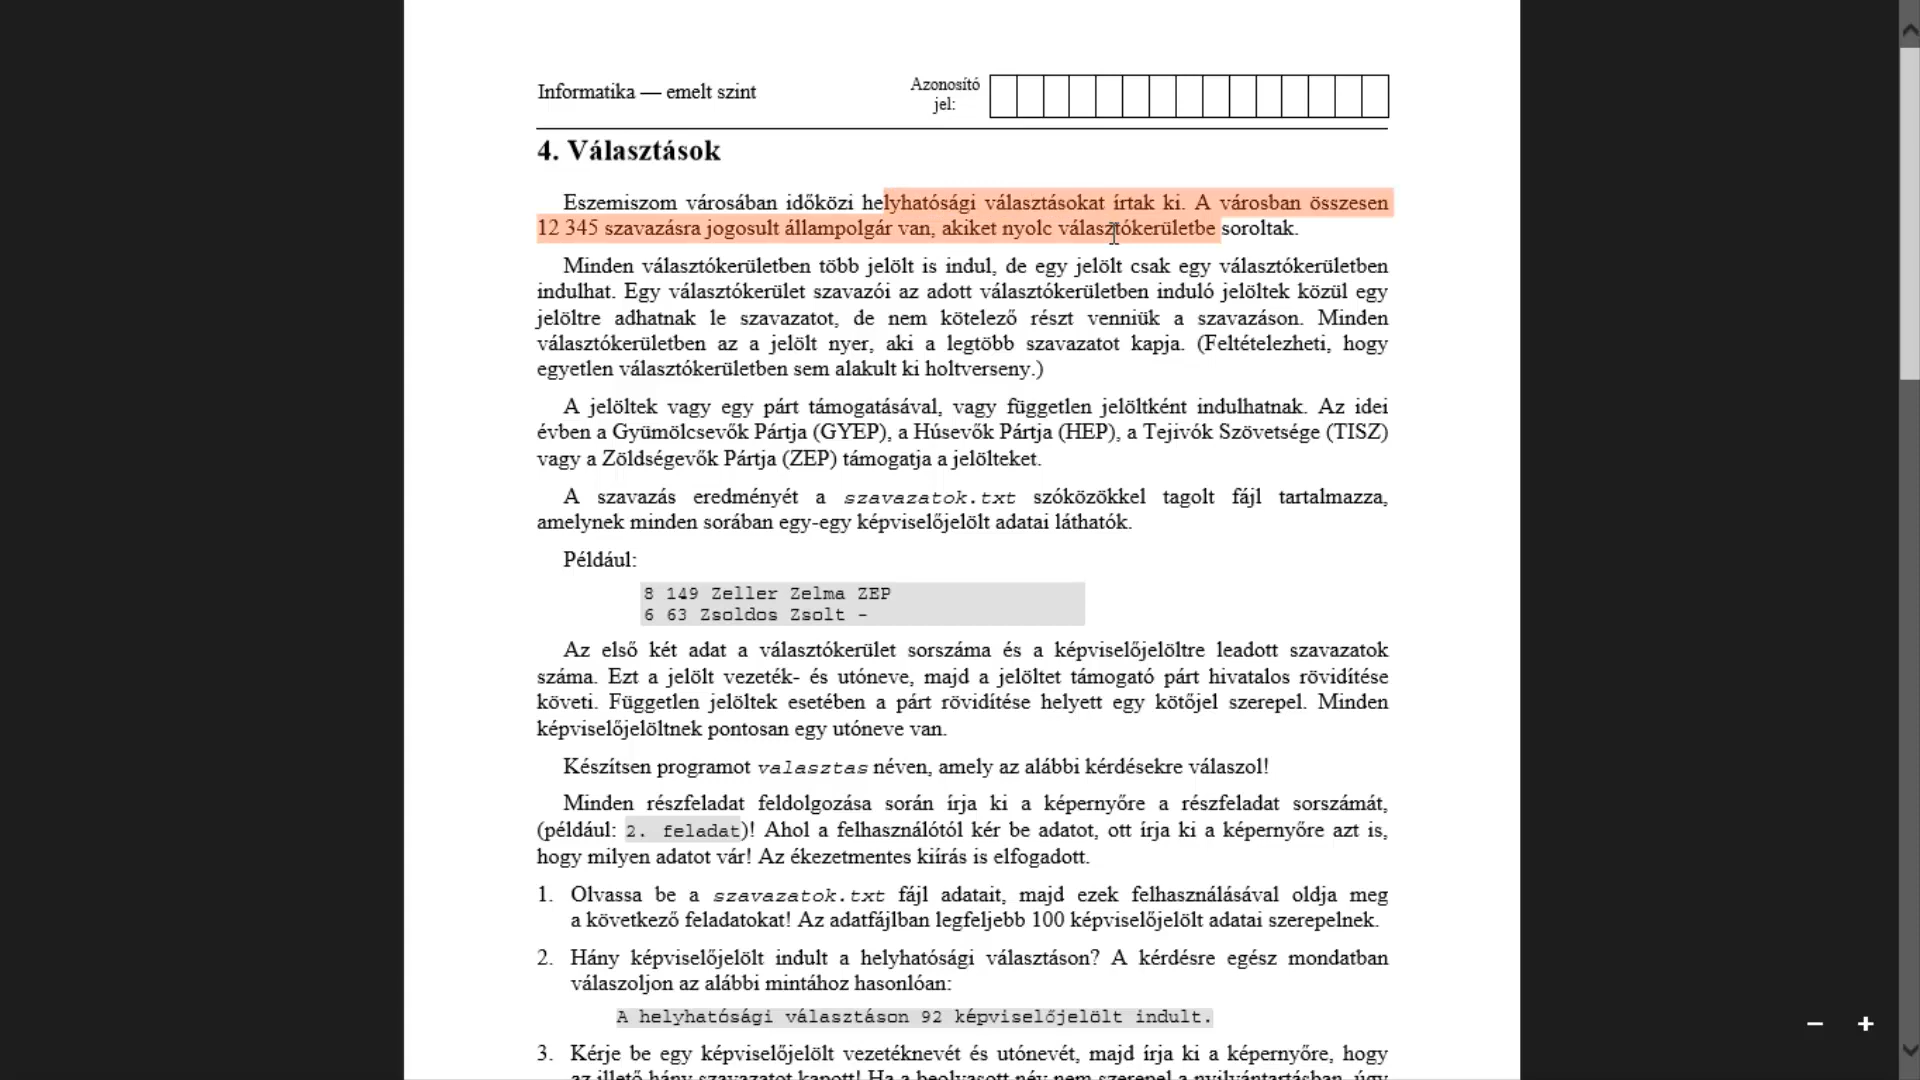 Informatika — emelt szint
Azonosító
jel:
4. Választások
Eszemiszom városában időközi helyhatósági választásokat írtak ki. A városban összesen
12 345 szavazásra jogosult állampolgár van, akiket nyolc választókerületbe soroltak.
Minden választókerületben több jelölt is indul, de egy jelölt csak egy választókerületben
indulhat. Egy választókerület szavazói az adott választókerületben induló jelöltek közül egy
jelöltre adhatnak le szavazatot, de nem kötelező részt venniük a szavazáson. Minden
választókerületben az a jelölt nyer, aki a legtöbb szavazatot kapja. (Feltételezheti, hogy
egyetlen választókerületben sem alakult ki holtverseny.)
A jelöltek vagy egy párt támogatásával, vagy független jelöltként indulhatnak. Az idei
évben a Gyümölcsevők Pártja (GYEP), a Húsevők Pártja (HEP), a Tejivók Szövetsége (TISZ)
vagy a Zöldségevők Pártja (ZEP) támogatja a jelölteket.
A szavazás eredményét a szavazatok.txt szóközökkel tagolt fájl tartalmazza,
amelynek minden sorában egy-egy képviselőjelölt adatai láthatók.
Például:
8 149 Zeller Zelma ZEP
6 63 Zsoldos Zsolt -
Az első két adat a választókerület sorszáma és a képviselőjelöltre leadott szavazatok
száma. Ezt a jelölt vezeték- és utóneve, majd a jelöltet támogató párt hivatalos rövidítése
követi. Független jelöltek esetében a párt rövidítése helyett egy kötőjel szerepel. Minden
képviselőjelöltnek pontosan egy utóneve van.
Készítsen programot valasztas néven, amely az alábbi kérdésekre válaszol!
Minden részfeladat feldolgozása során írja ki a képernyőre a részfeladat sorszámát,
(például: 2. feladat)! Ahol a felhasználótól kér be adatot, ott írja ki a képernyőre azt is,
hogy milyen adatot vár! Az ékezetmentes kiírás is elfogadott.
1. Olvassa be a szavazatok.txt fájl adatait, majd ezek felhasználásával oldja meg
a következő feladatokat! Az adatfájlban legfeljebb 100 képviselőjelölt adatai szerepelnek.
2. Hány képviselőjelölt indult a helyhatósági választáson? A kérdésre egész mondatban
válaszoljon az alábbi mintához hasonlóan:
A helyhatósági választáson 92 képviselőjelölt indult.
3. Kérje be egy képviselőjelölt vezetéknevét és utónevét, majd írja ki a képernyőre, hogy
az illető hány szavazatot kapott! Ha a beolvasott név nem szerepel a nyilvántartásban, úgy